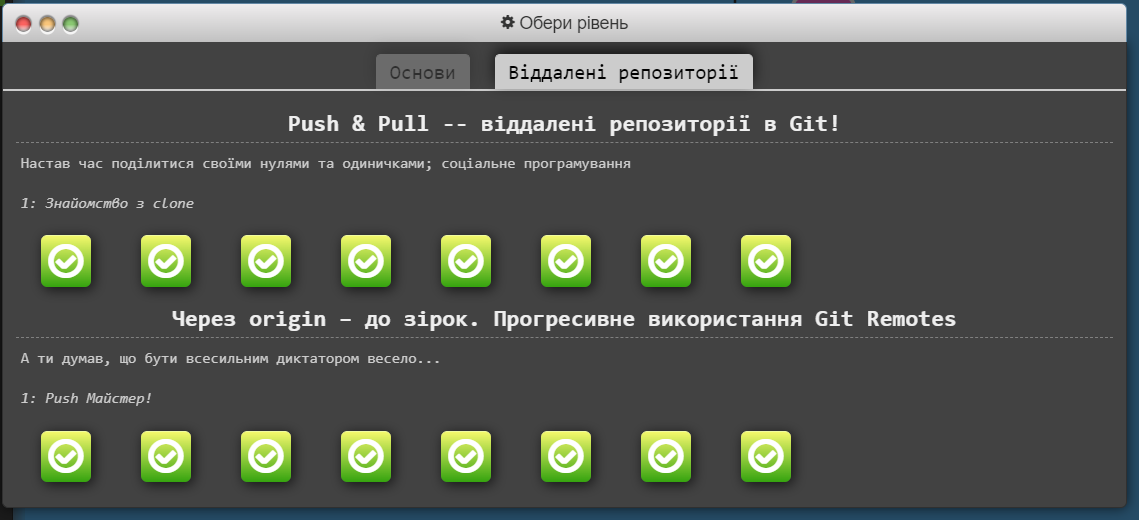 Обери рівень
Основи
Віддалені репозиторії
Push & Pull -- віддалені репозиторії в Git!
Настав час поділитися своїми нулями та одиничками; соціальне програмування
1: Знайомство з clone
Через origin – до зірок. Прогресивне використання Git Remotes
А ти думав, що бути всесильним диктатором весело...
1: Push Майстер!